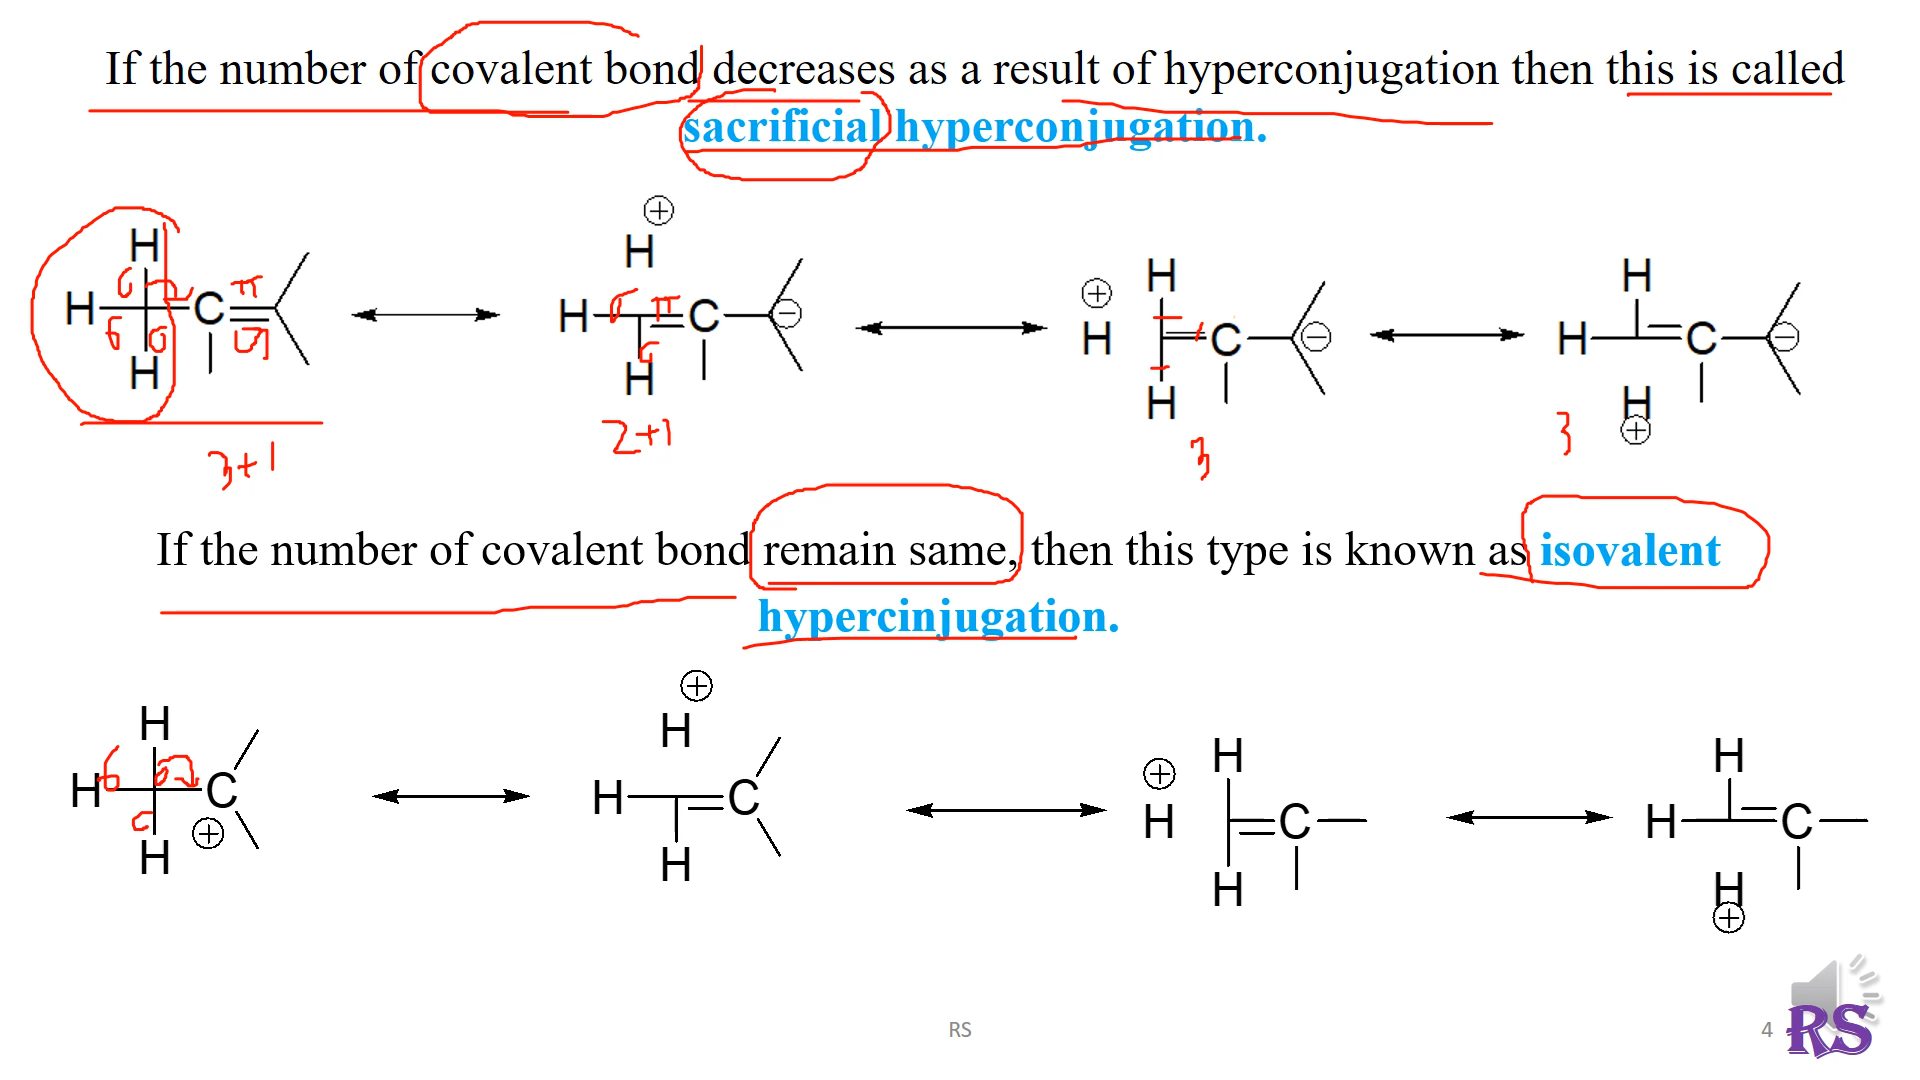 If the number of covalent bond decreases as a result of hyperconjugation then this is called
sacrificial hyperconjugation.
H H H C π σ σ σ σ
3+1
⊕ H H H C ⊖ σ π σ
2+1
⊕ H H H C ⊖
3
H H C ⊖ H ⊕
3
If the number of covalent bond remain same, then this type is known as isovalent
hypercinjugation.
H H H C ⊕ σ σ σ
⊕ H H H C
⊕ H H H C
H H C H ⊕
RS
4
RS